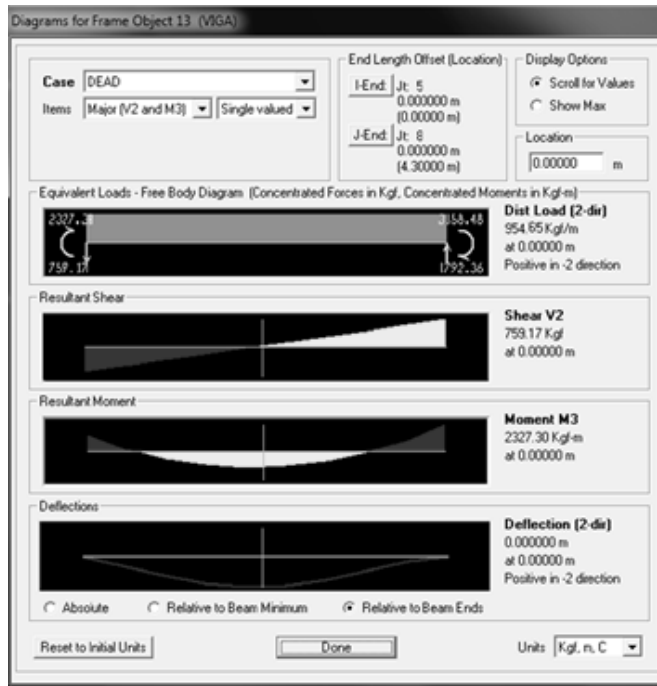 Diagrams for Frame Object 13 (VIGA)
Case DEAD
Items Major (V2 and M3) Single valued
End Length Offset (Location)
I-End: Jt: 5
0.000000 m
(0.00000 m)
J-End: Jt: 8
0.000000 m
(4.30000 m)
Display Options
Scroll for Values
Show Max
Location
0.00000 m
Equivalent Loads - Free Body Diagram (Concentrated Forces in Kgf, Concentrated Moments in Kgf-m)
2327.3 3158.48
759.17 1792.36
Dist Load (2-dir)
954.65 Kgf/m
at 0.00000 m
Positive in -2 direction
Resultant Shear
Shear V2
759.17 Kgf
at 0.00000 m
Resultant Moment
Moment M3
2327.30 Kgf-m
at 0.00000 m
Deflections
Deflection (2-dir)
0.000000 m
at 0.00000 m
Positive in -2 direction
Absolute Relative to Beam Minimum Relative to Beam Ends
Reset to Initial Units Done Units Kgf, m, C